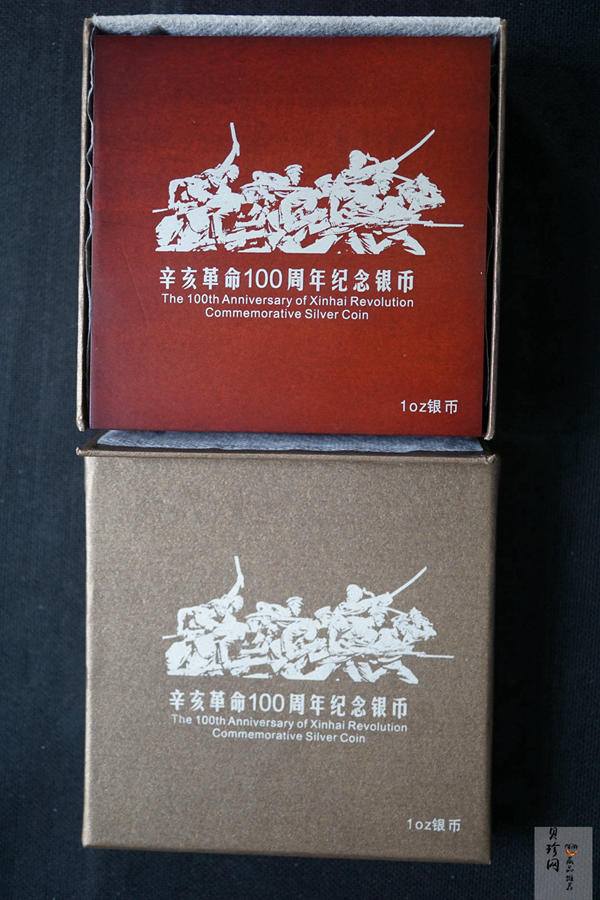 辛亥革命100周年纪念银币
The 100th Anniversary of Xinhai Revolution
Commemorative Silver Coin
1oz银币
辛亥革命100周年纪念银币
The 100th Anniversary of Xinhai Revolution
Commemorative Silver Coin
1oz银币
贝珍网